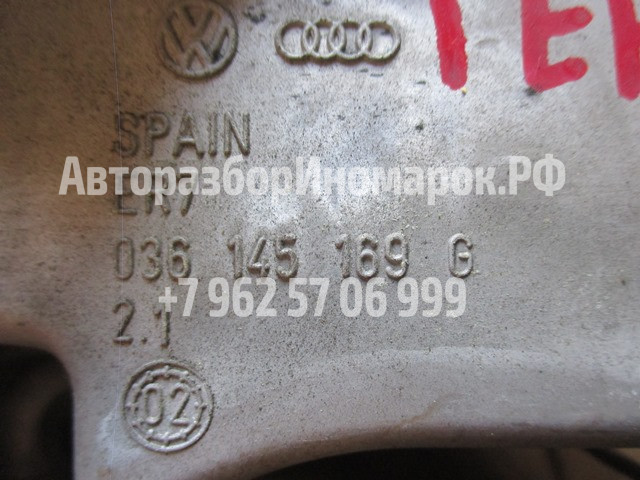 SPAIN
АвторазборИномарок.РФ
036 145 169 G
+7 962 57 06 999
2.1
02